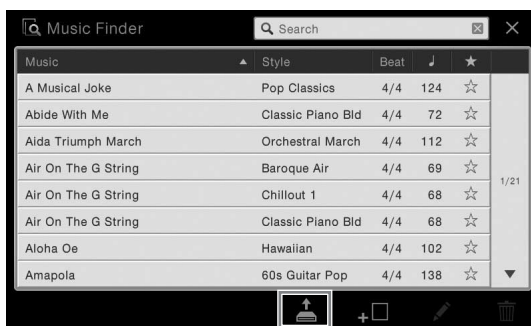 Music Finder Search
Music Style Beat ♩ ★
A Musical Joke Pop Classics 4/4 124 ☆
Abide With Me Classic Piano Bld 4/4 72 ☆
Aida Triumph March Orchestral March 4/4 112 ☆
Air On The G String Baroque Air 4/4 69 ☆
Air On The G String Chillout 1 4/4 68 ☆
Air On The G String Classic Piano Bld 4/4 68 ☆
Aloha Oe Hawaiian 4/4 102 ☆
Amapola 60s Guitar Pop 4/4 138 ☆
1/21